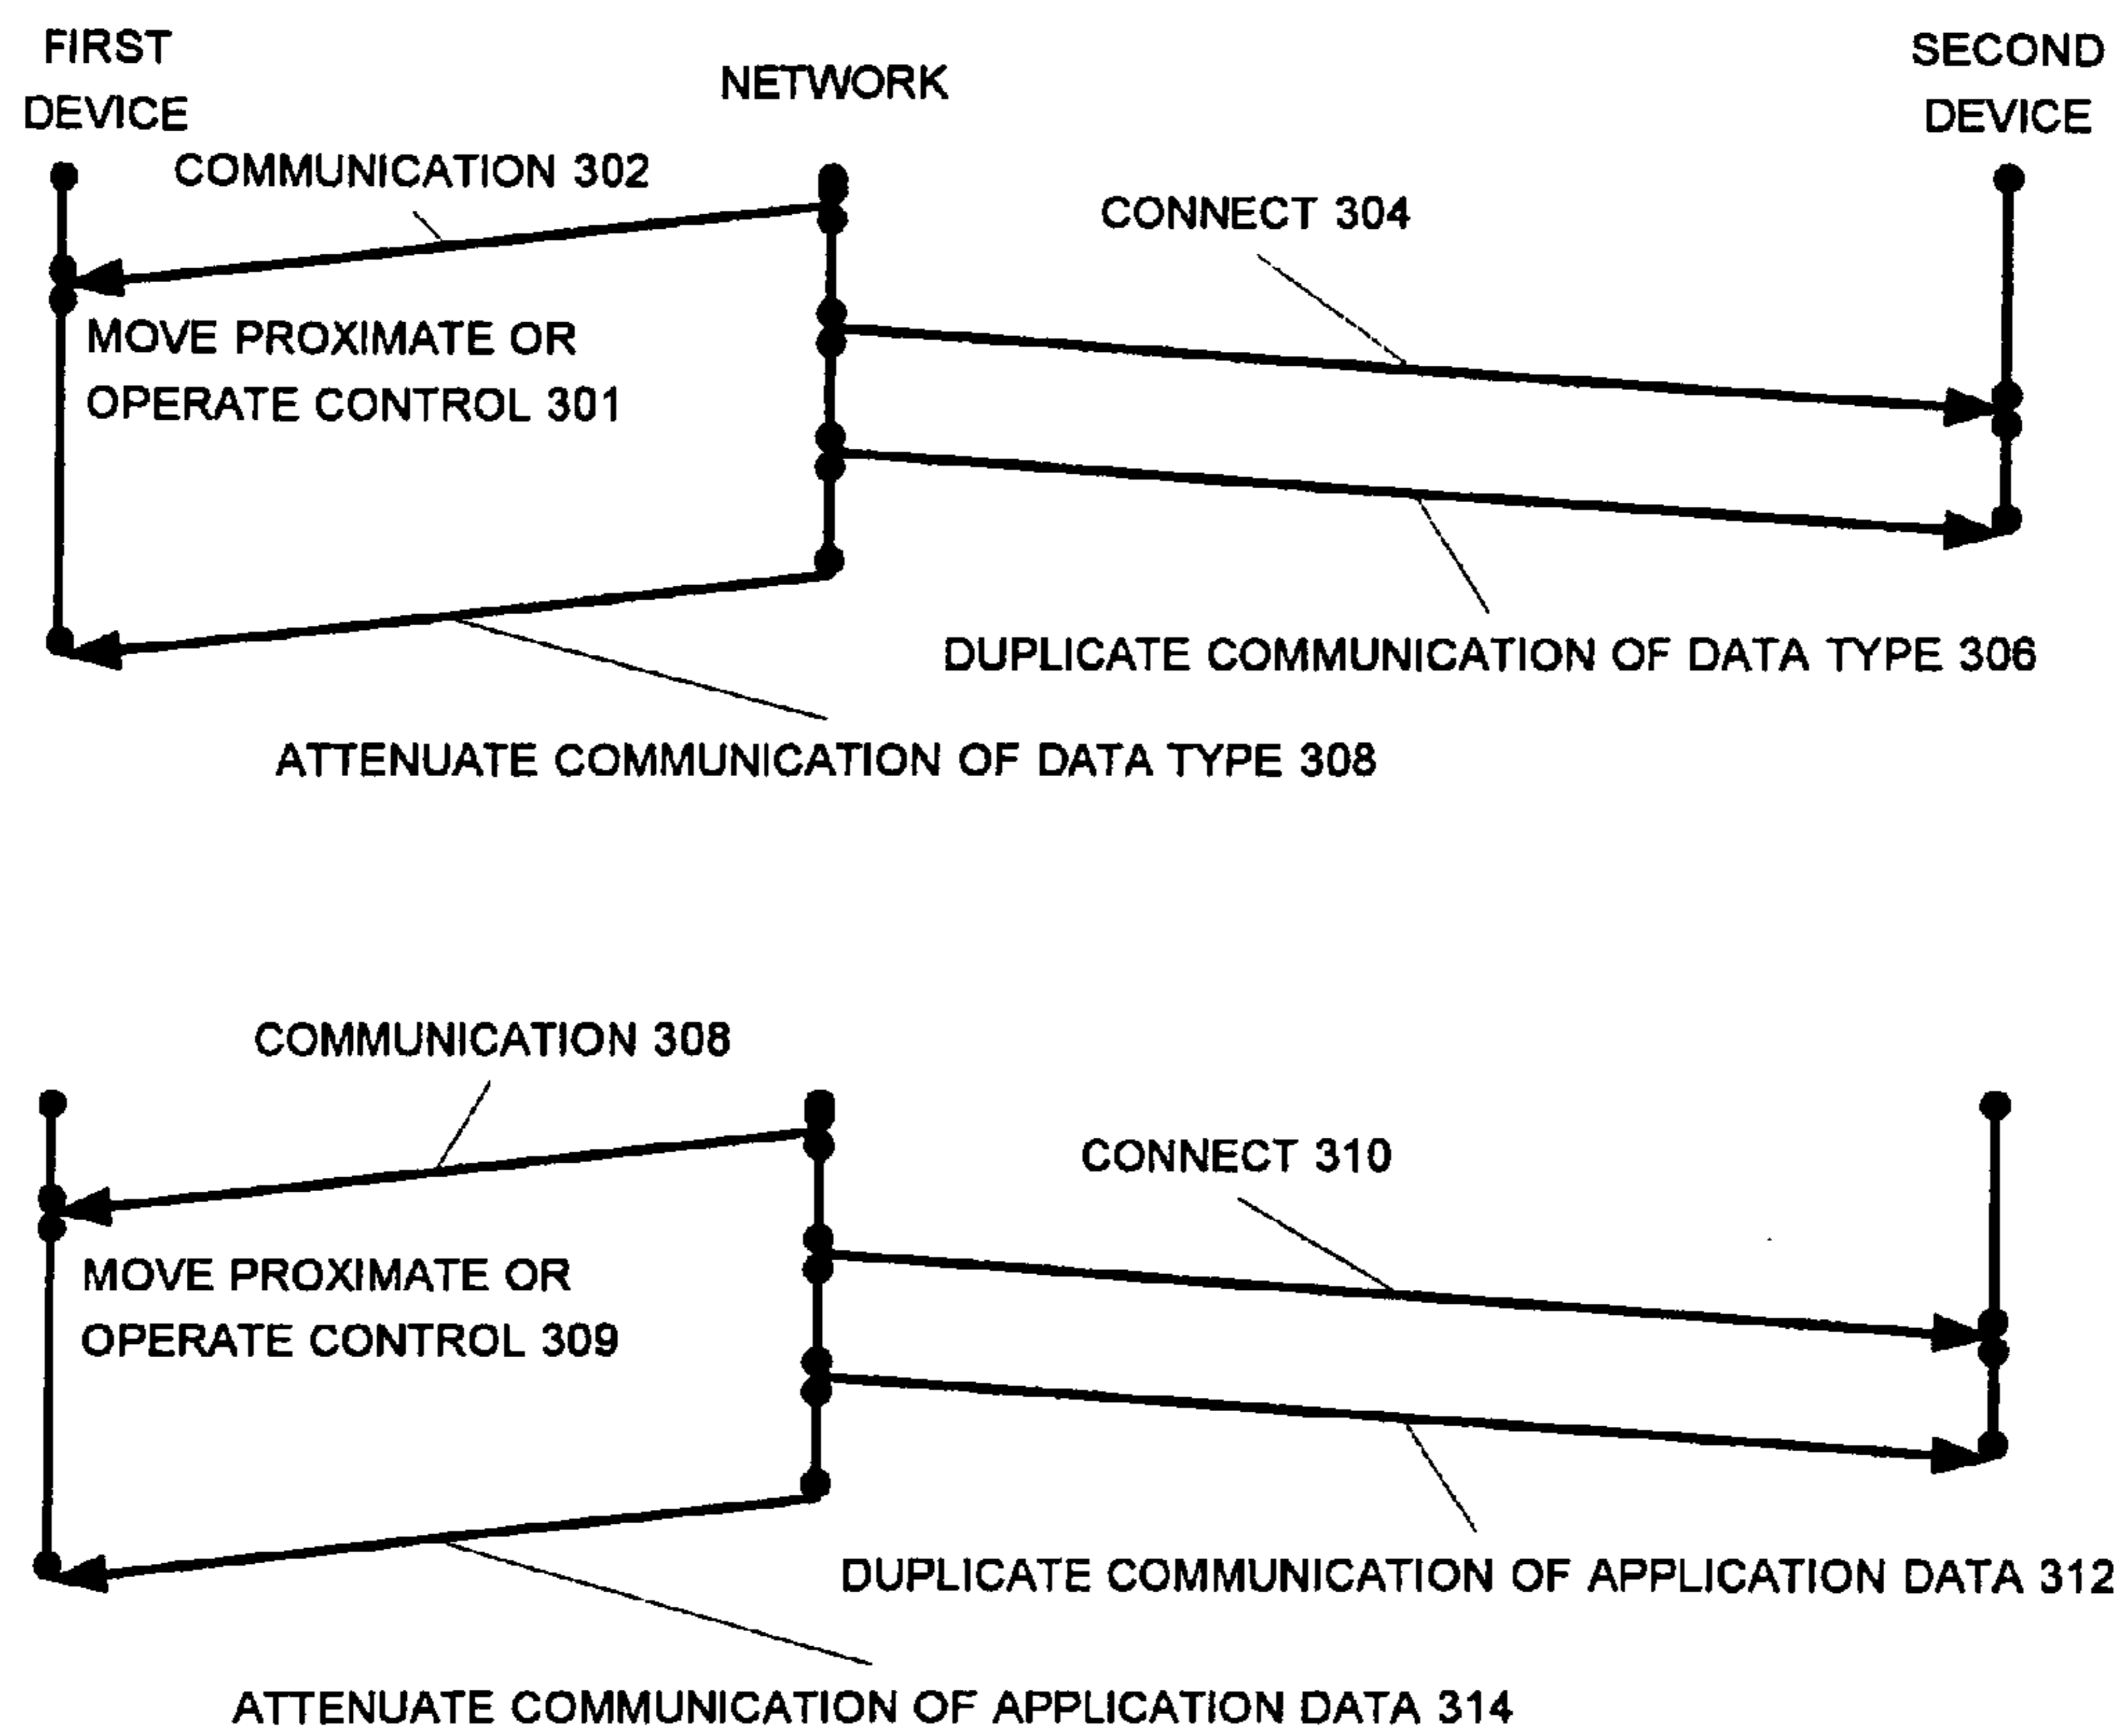 FIRST
DEVICE
NETWORK
SECOND
DEVICE
COMMUNICATION 302
CONNECT 304
MOVE PROXIMATE OR
OPERATE CONTROL 301
DUPLICATE COMMUNICATION OF DATA TYPE 306
ATTENUATE COMMUNICATION OF DATA TYPE 308
COMMUNICATION 308
CONNECT 310
MOVE PROXIMATE OR
OPERATE CONTROL 309
DUPLICATE COMMUNICATION OF APPLICATION DATA 312
ATTENUATE COMMUNICATION OF APPLICATION DATA 314